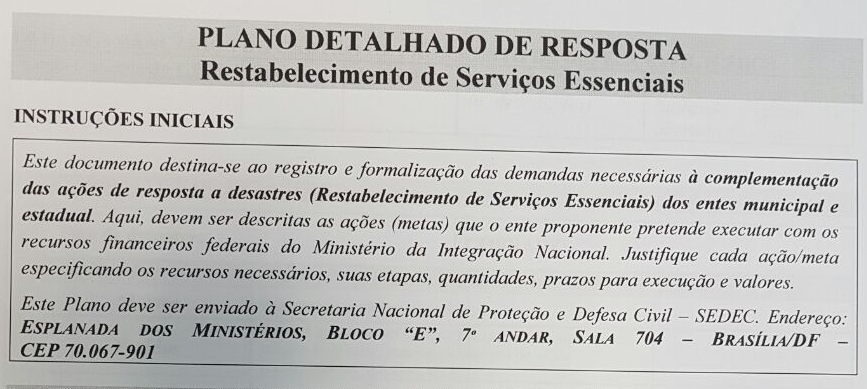 PLANO DETALHADO DE RESPOSTA
Restabelecimento de Serviços Essenciais
INSTRUÇÕES INICIAIS
Este documento destina-se ao registro e formalização das demandas necessárias à complementação
das ações de resposta a desastres (Restabelecimento de Serviços Essenciais) dos entes municipal e
estadual. Aqui, devem ser descritas as ações (metas) que o ente proponente pretende executar com os
recursos financeiros federais do Ministério da Integração Nacional. Justifique cada ação/meta
especificando os recursos necessários, suas etapas, quantidades, prazos para execução e valores.
Este Plano deve ser enviado à Secretaria Nacional de Proteção e Defesa Civil – SEDEC. Endereço:
ESPLANADA DOS MINISTÉRIOS, BLOCO “E”, 7º ANDAR, SALA 704 – BRASÍLIA/DF –
CEP 70.067-901